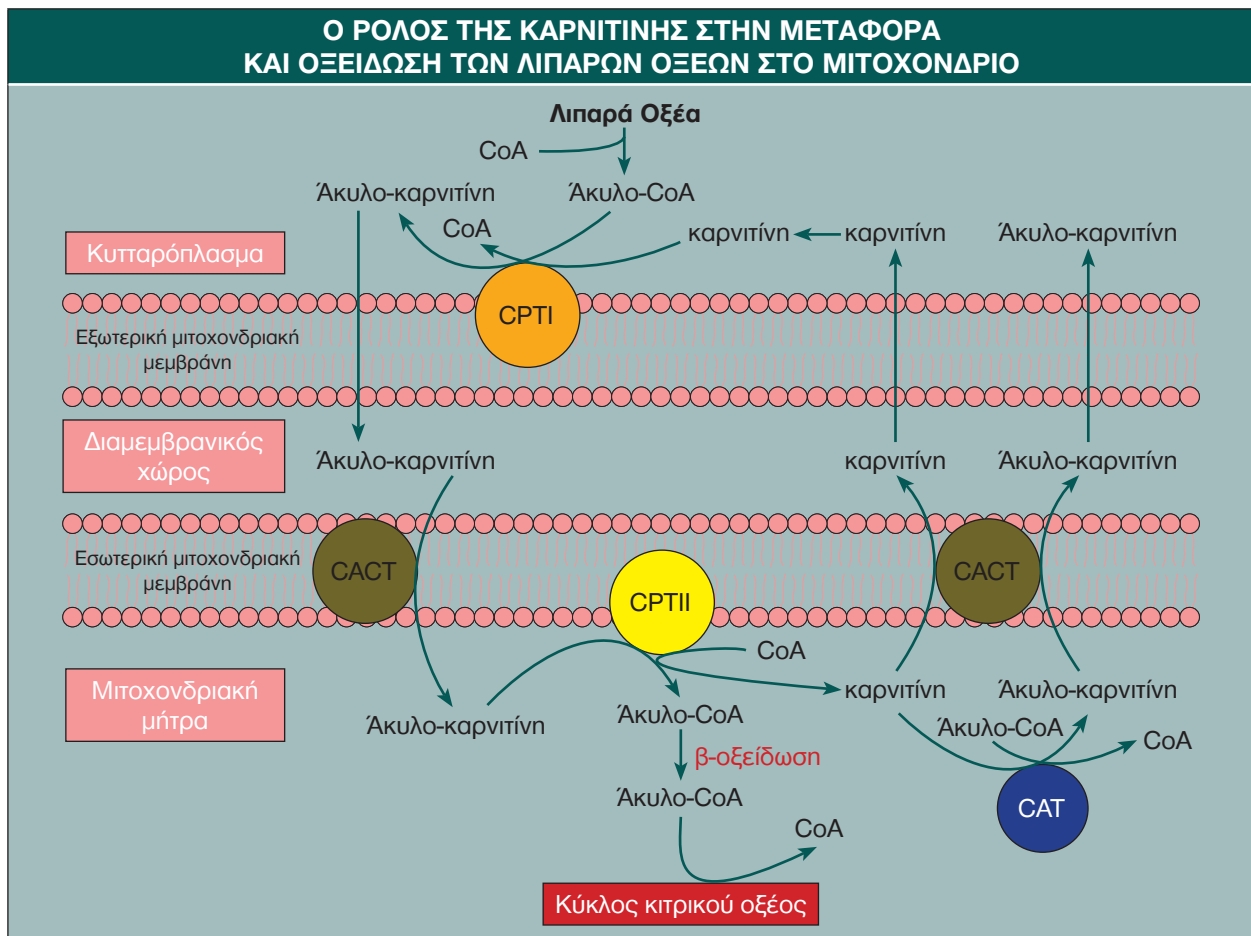 Ο ΡΟΛΟΣ ΤΗΣ ΚΑΡΝΙΤΙΝΗΣ ΣΤΗΝ ΜΕΤΑΦΟΡΑ
ΚΑΙ ΟΞΕΙΔΩΣΗ ΤΩΝ ΛΙΠΑΡΩΝ ΟΞΕΩΝ ΣΤΟ ΜΙΤΟΧΟΝΔΡΙΟ
Λιπαρά Οξέα
CoA
Άκυλο-καρνιτίνη
Άκυλο-CoA
CoA
καρνιτίνη
καρνιτίνη
Άκυλο-καρνιτίνη
Κυτταρόπλασμα
CPTI
Εξωτερική μιτοχονδριακή
μεμβράνη
Διαμεμβρανικός
χώρος
Άκυλο-καρνιτίνη
καρνιτίνη
Άκυλο-καρνιτίνη
Εσωτερική μιτοχονδριακή
μεμβράνη
CACT
CPTII
CACT
CoA
Μιτοχονδριακή
μήτρα
Άκυλο-καρνιτίνη
Άκυλο-CoA
καρνιτίνη
Άκυλο-καρνιτίνη
Άκυλο-CoA
CoA
β-οξείδωση
Άκυλο-CoA
CAT
CoA
Κύκλος κιτρικού οξέος